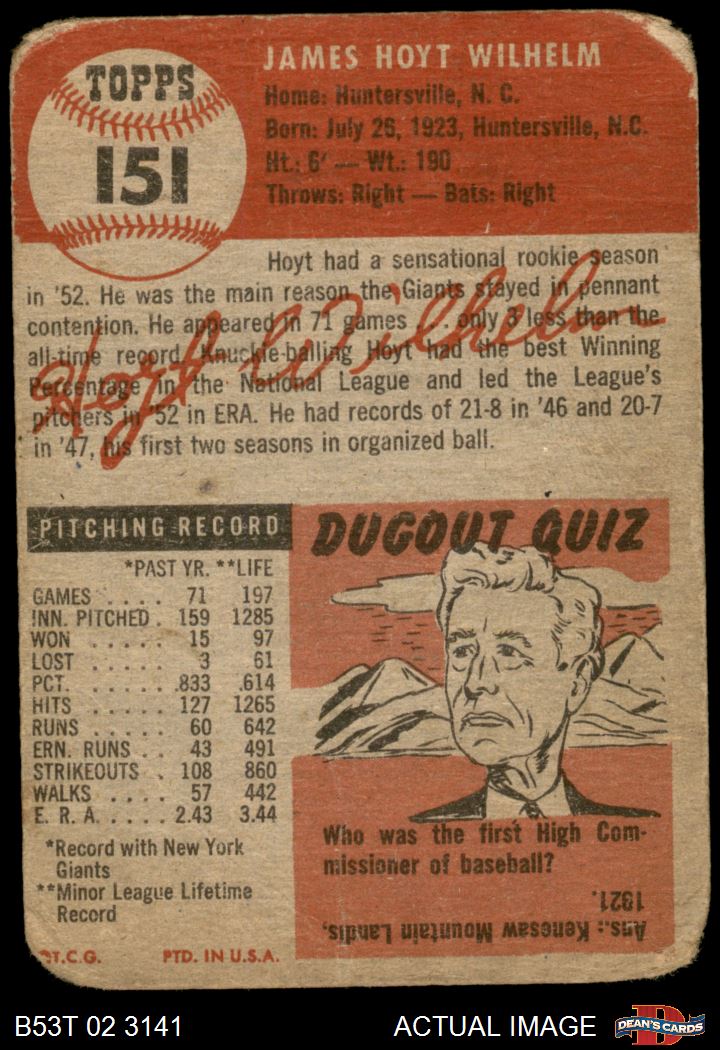 TOPPS
151
JAMES HOYT WILHELM
Home: Huntersville, N. C.
Born: July 26, 1923, Huntersville, N.C.
Ht.: 6' — Wt.: 190
Throws: Right — Bats: Right
Hoyt had a sensational rookie season
in '52. He was the main reason the Giants stayed in pennant
contention. He appeared in 71 games . . . only 3 less than the
all-time record. Knuckle-balling Hoyt had the best Winning
Percentage in the National League and led the League's
pitchers in '52 in ERA. He had records of 21-8 in '46 and 20-7
in '47, his first two seasons in organized ball.
Hoyt Wilhelm
PITCHING RECORD
*PAST YR. **LIFE
GAMES . . . . 71 197
INN. PITCHED . 159 1285
WON . . . . . 15 97
LOST . . . . . 3 61
PCT. . . . . . .833 .614
HITS . . . . . 127 1265
RUNS . . . . . 60 642
ERN. RUNS . . 43 491
STRIKEOUTS . 108 860
WALKS . . . . 57 442
E. R. A. . . . . 2.43 3.44
*Record with New York
Giants
**Minor League Lifetime
Record
T.C.G. PTD. IN U.S.A.
DUGOUT QUIZ
Who was the first High Com-
missioner of baseball?
Ans.: Kenesaw Mountain Landis,
1921.
B53T 02 3141
ACTUAL IMAGE
DEAN'S CARDS